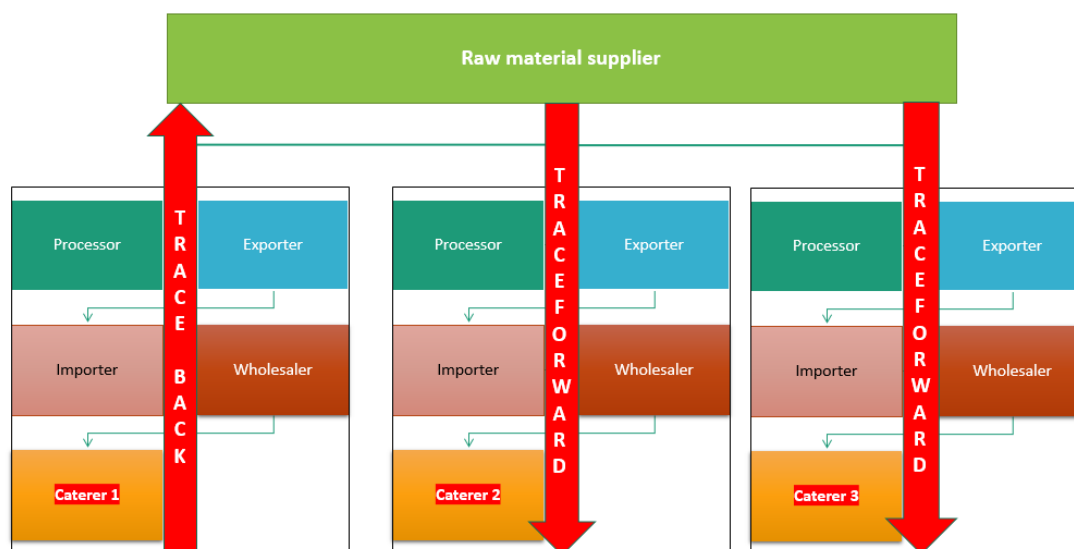 Raw material supplier
TRACE BACK
TRACEFORWARD
TRACEFORWARD
Processor
Exporter
Processor
Exporter
Processor
Exporter
Importer
Wholesaler
Importer
Wholesaler
Importer
Wholesaler
Caterer 1
Caterer 2
Caterer 3